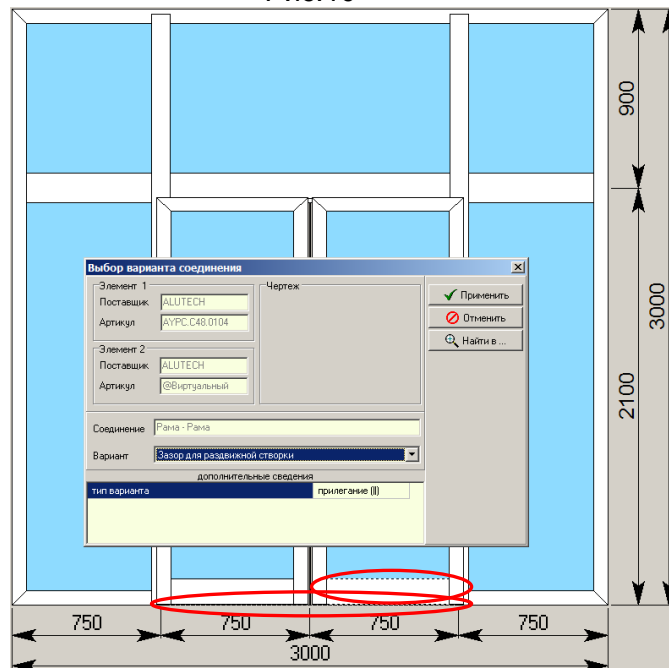 900
3000
2100
Выбор варианта соединения
Элемент 1
Поставщик ALUTECH
Артикул AYPC.C48.0104
Чертеж
Применить
Отменить
Найти в ...
Элемент 2
Поставщик ALUTECH
Артикул @Виртуальный
Соединение Рама - Рама
Вариант Зазор для раздвижной створки
дополнительные сведения
тип варианта прилегание (||)
750 750 750 750
3000